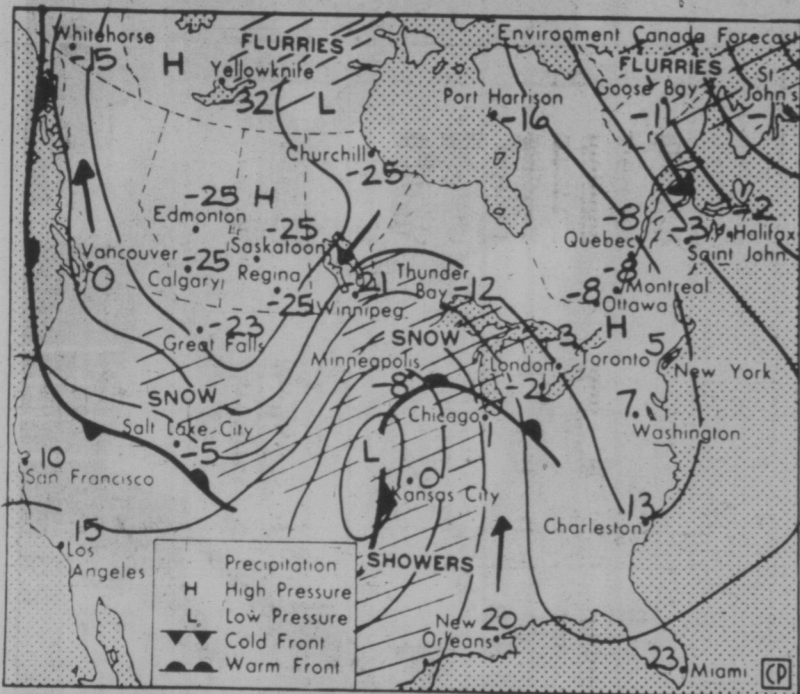 Whitehorse
-15
H
FLURRIES
Yellowknife
-32
L
Environment Canada Forecast
FLURRIES
Goose Bay
-11
St
John's
-1
Port Harrison
-16
Churchill
-25
-25
Edmonton
H
-25
Saskatoon
Vancouver
0
-25
Calgary
Regina
-25
-21
Winnipeg
Thunder
Bay
-12
-8
Quebec
-2
-3
Halifax
Saint John
-8
Montreal
-8
Ottawa
-23
Great Falls
SNOW
Minneapolis
-8
-3
London
-2
Toronto
H
5
New York
SNOW
Salt Lake City
-5
Chicago
1
7
Washington
10
San Francisco
L
0
Kansas City
13
Charleston
15
Los
Angeles
SHOWERS
New
Orleans
20
23
Miami
Precipitation
H High Pressure
L Low Pressure
Cold Front
Warm Front
CP